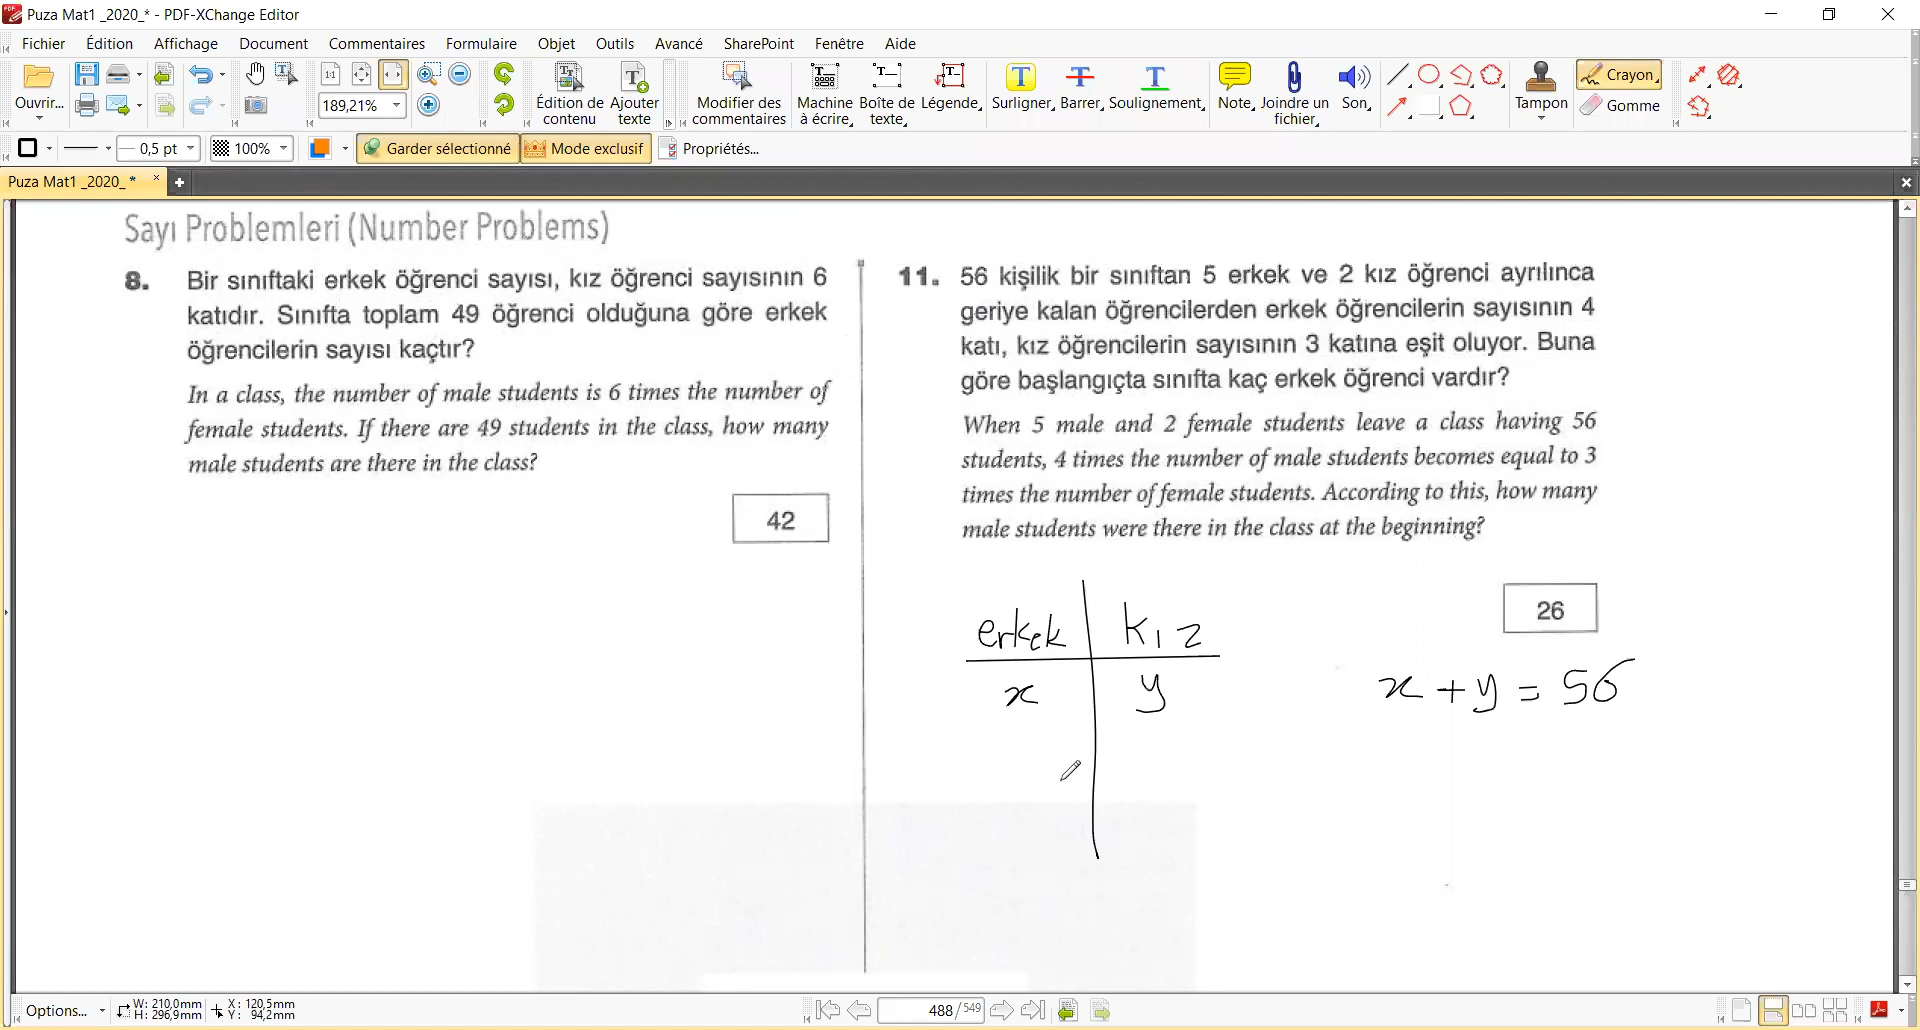 Puza Mat1 _2020_* - PDF-XChange Editor
Fichier Édition Affichage Document Commentaires Formulaire Objet Outils Avancé SharePoint Fenêtre Aide
Ouvrir...
189,21%
Édition de contenu
Ajouter texte
Modifier des commentaires
Machine à écrire
Boîte de texte
Légende
Surligner
Barrer
Soulignement
Note
Joindre un fichier
Son
Tampon
Crayon
Gomme
0,5 pt 100% Garder sélectionné Mode exclusif Propriétés...
Puza Mat1 _2020_ *
Sayı Problemleri (Number Problems)
8. Bir sınıftaki erkek öğrenci sayısı, kız öğrenci sayısının 6
katıdır. Sınıfta toplam 49 öğrenci olduğuna göre erkek
öğrencilerin sayısı kaçtır?
In a class, the number of male students is 6 times the number of
female students. If there are 49 students in the class, how many
male students are there in the class?
42
11. 56 kişilik bir sınıftan 5 erkek ve 2 kız öğrenci ayrılınca
geriye kalan öğrencilerden erkek öğrencilerin sayısının 4
katı, kız öğrencilerin sayısının 3 katına eşit oluyor. Buna
göre başlangıçta sınıfta kaç erkek öğrenci vardır?
When 5 male and 2 female students leave a class having 56
students, 4 times the number of male students becomes equal to 3
times the number of female students. According to this, how many
male students were there in the class at the beginning?
26
erkek kız
x y
x + y = 56
Options...
W: 210,0mm
H: 296,9mm
X: 120,5mm
Y: 94,2mm
488 / 549